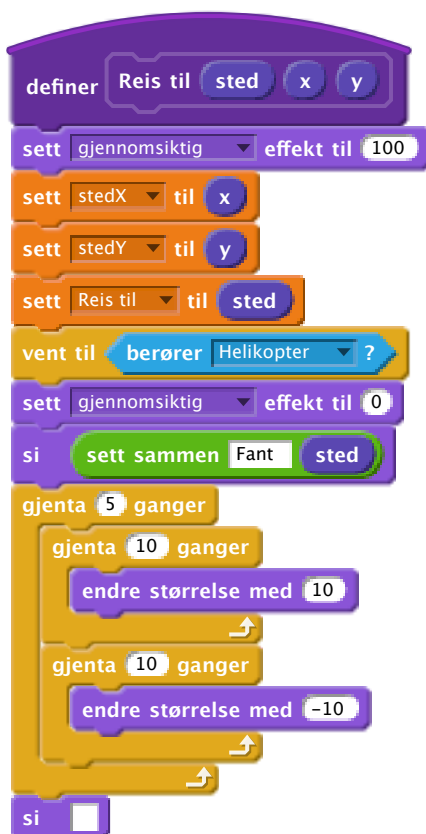 definer Reis til sted x y
sett gjennomsiktig effekt til 100
sett stedX til x
sett stedY til y
sett Reis til til sted
vent til berører Helikopter ?
sett gjennomsiktig effekt til 0
si sett sammen Fant sted
gjenta 5 ganger
gjenta 10 ganger
endre størrelse med 10
gjenta 10 ganger
endre størrelse med -10
si